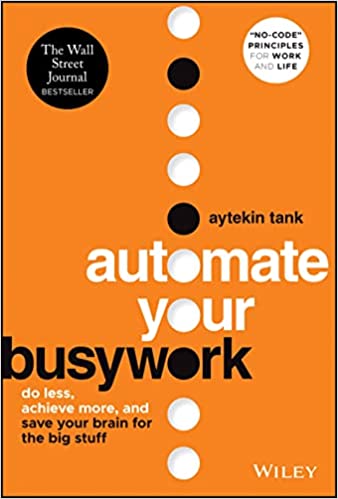 The Wall
Street
Journal
BESTSELLER
"NO-CODE"
PRINCIPLES
FOR WORK
AND LIFE
aytekin tank
automate
your
busywork
do less,
achieve more, and
save your brain for
the big stuff
WILEY